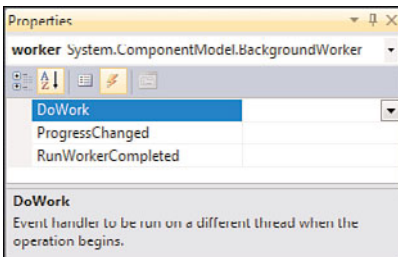 Properties
worker System.ComponentModel.BackgroundWorker
DoWork
ProgressChanged
RunWorkerCompleted
DoWork
Event handler to be run on a different thread when the
operation begins.